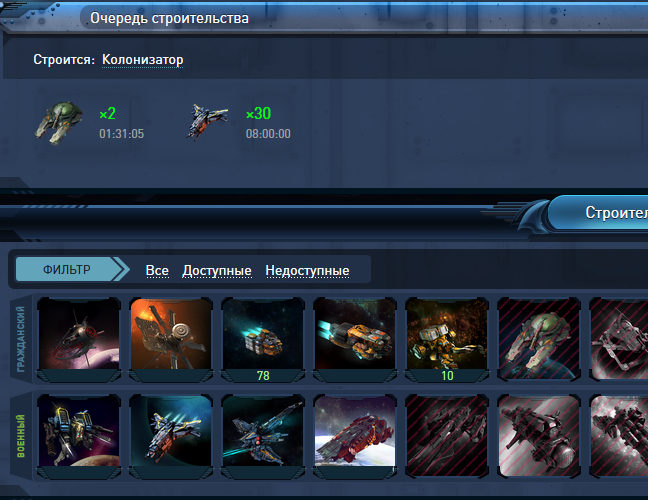 Очередь строительства
Строится: Колонизатор
×2
01:31:05
×30
08:00:00
ФИЛЬТР
Все Доступные Недоступные
ГРАЖДАНСКИЙ
78
10
ВОЕННЫЙ